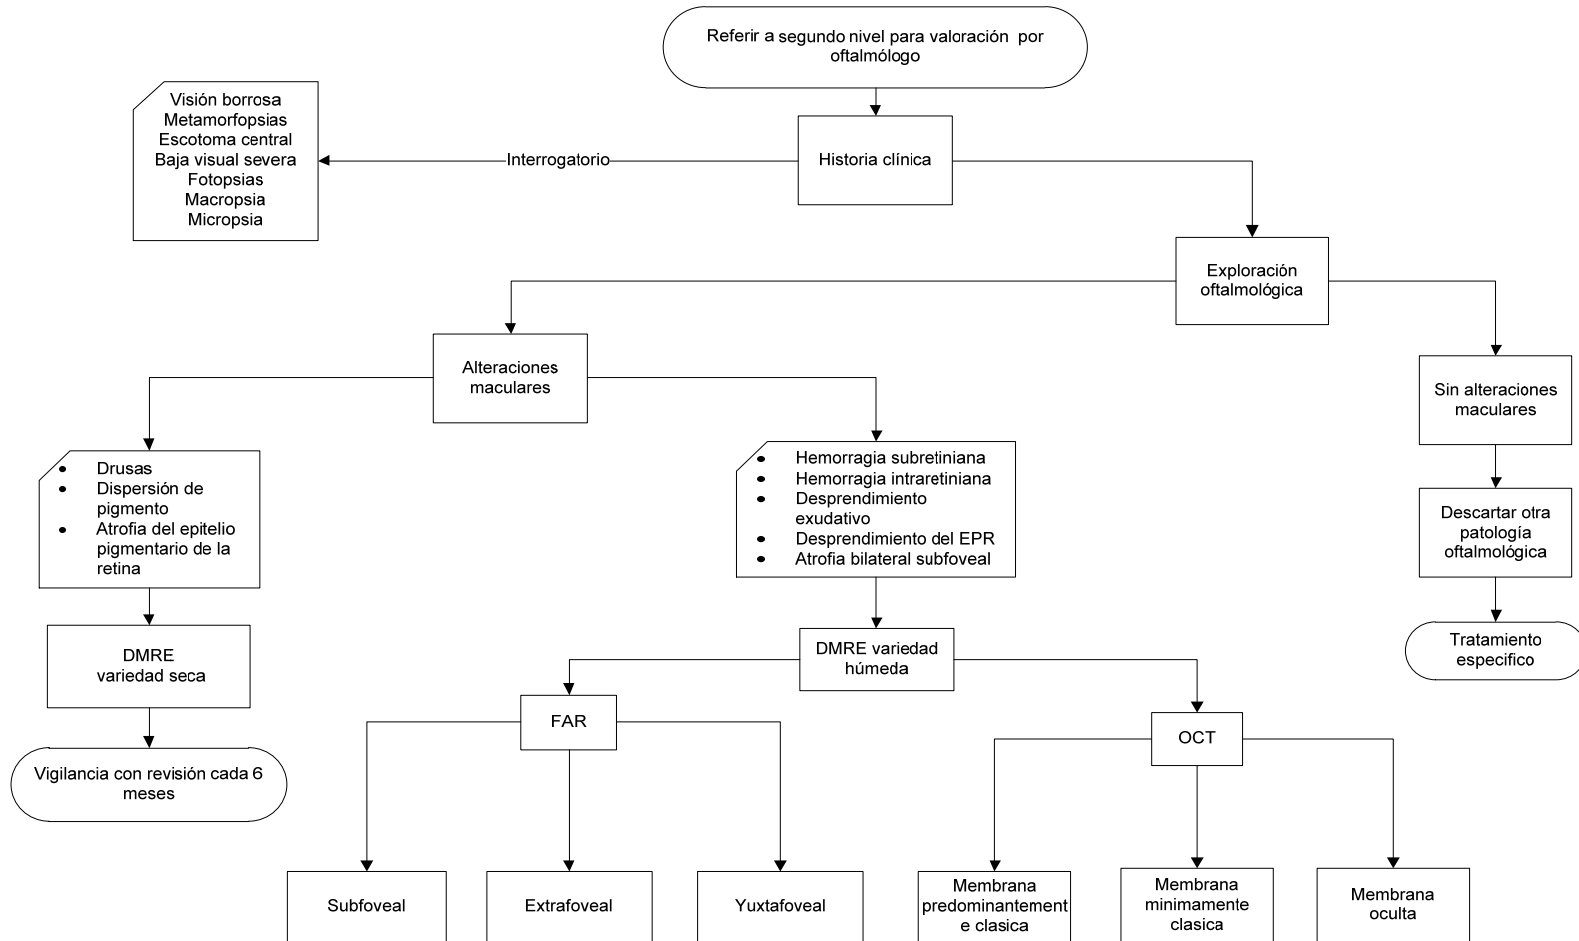 Referir a segundo nivel para valoración por
oftalmólogo
Visión borrosa
Metamorfopsias
Escotoma central
Baja visual severa
Fotopsias
Macropsia
Micropsia
Interrogatorio
Historia clínica
Exploración
oftalmológica
Alteraciones
maculares
Sin alteraciones
maculares
• Drusas
• Dispersión de
pigmento
• Atrofia del epitelio
pigmentario de la
retina
• Hemorragia subretiniana
• Hemorragia intraretiniana
• Desprendimiento
exudativo
• Desprendimiento del EPR
• Atrofia bilateral subfoveal
Descartar otra
patología
oftalmológica
DMRE
variedad seca
DMRE variedad
húmeda
Tratamiento
especifico
FAR
OCT
Vigilancia con revisión cada 6
meses
Subfoveal
Extrafoveal
Yuxtafoveal
Membrana
predominantement
e clasica
Membrana
minimamente
clasica
Membrana
oculta